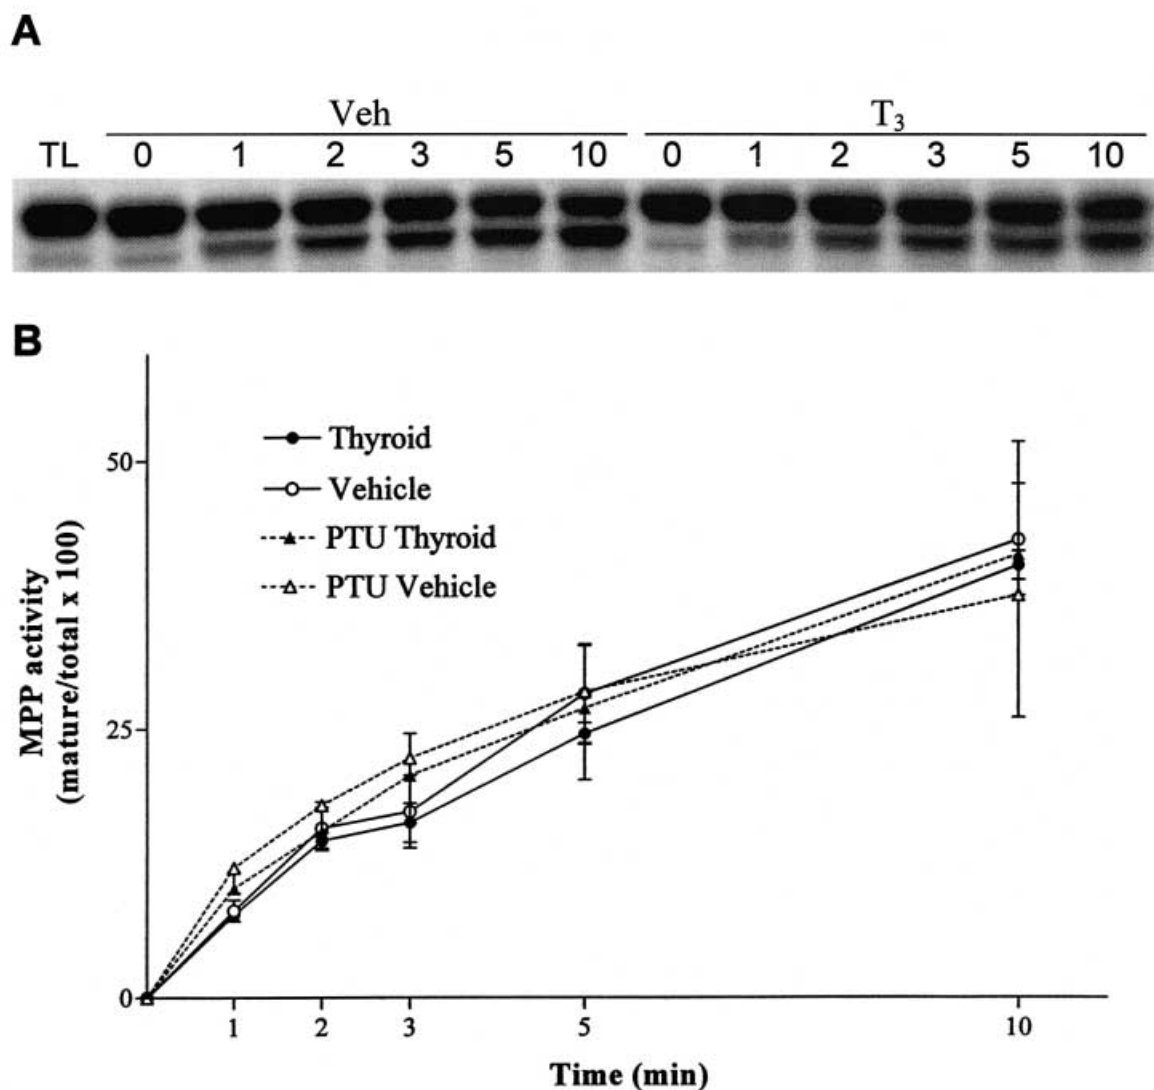 A
Veh T₃
TL 0 1 2 3 5 10 0 1 2 3 5 10
B
Thyroid
Vehicle
PTU Thyroid
PTU Vehicle
50
25
0
MPP activity
(mature/total x 100)
1 2 3 5 10
Time (min)